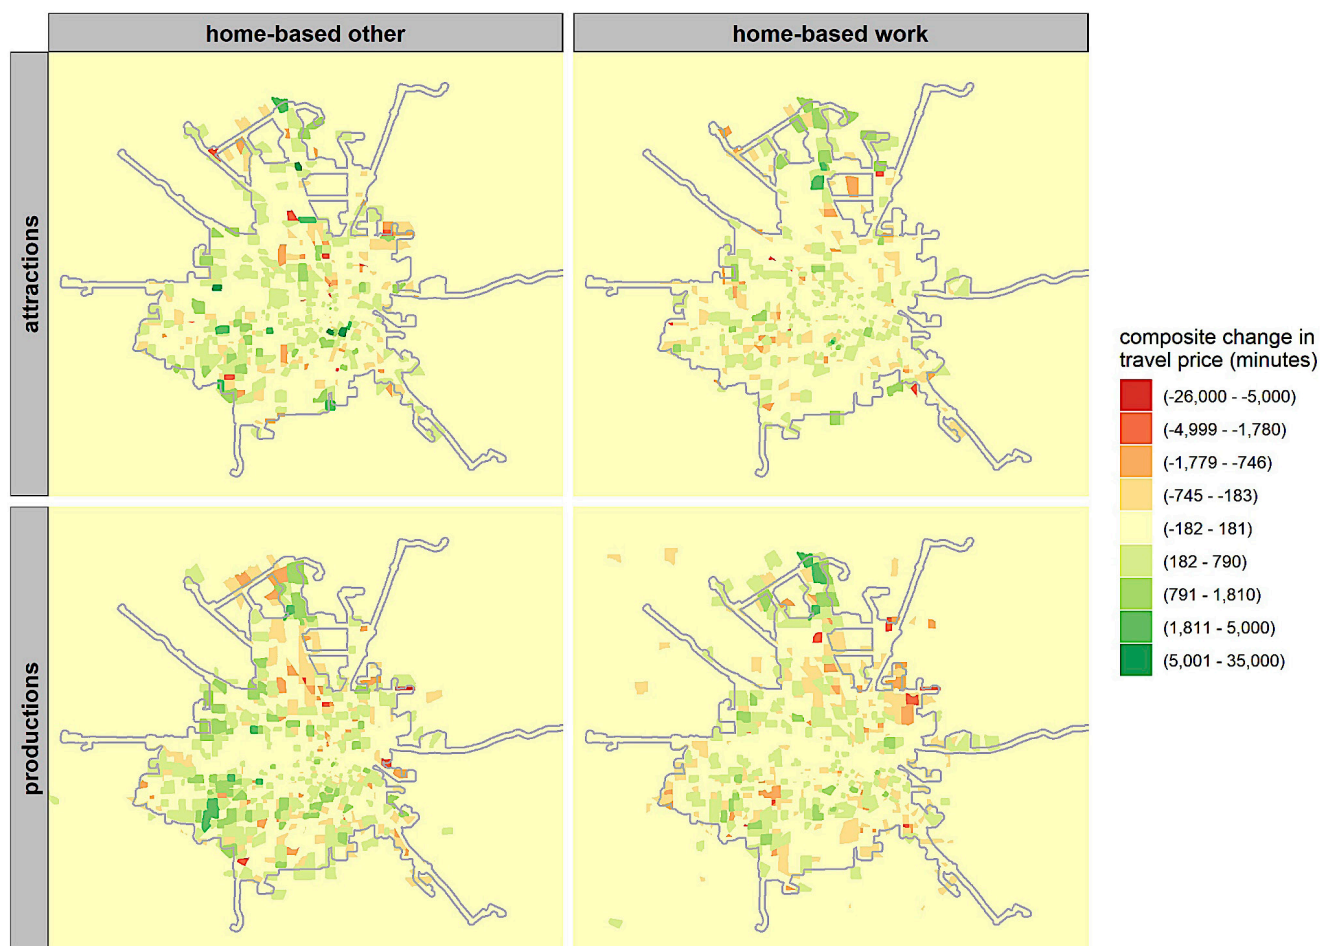 home-based other
home-based work
attractions
productions
composite change in
travel price (minutes)
(-26,000 - -5,000)
(-4,999 - -1,780)
(-1,779 - -746)
(-745 - -183)
(-182 - 181)
(182 - 790)
(791 - 1,810)
(1,811 - 5,000)
(5,001 - 35,000)